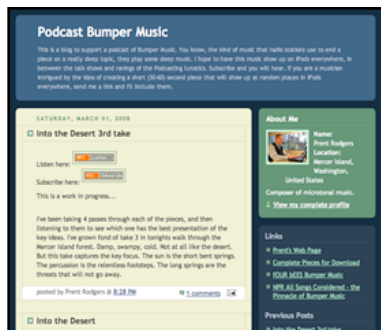 Podcast Bumper Music
This is a blog to support a podcast of Bumper Music. You know, the kind of music that radio stations use to end a
piece on a really deep topic, they play some deep music. I hope to have this music show up on iPods everywhere, in
between the talk shows and rantings of the Podcasting Lunatics. Subscribe and you will hear. If you are a musician
intrigued by the idea of creating a short (30-60) second piece that will show up at random places in iPods
everywhere, send me a link and I'll include them.
SATURDAY, MARCH 01, 2008
Into the Desert 3rd take
Listen here:
Subscribe here:
This is a work in progress...
I've been taking 4 passes through each of the pieces, and then
listening to them to see which one has the best presentation of the
key ideas. I've grown fond of take 3 in tonights walk through the
Mercer Island forest. Damp, swampy, cold. Not at all like the desert.
But this take captures the key focus. The sun is the short bent springs.
The percussion is the relentless footsteps. The long springs are the
threats that will not go away.
posted by Prent Rodgers @ 8:28 PM
1 comments
Into the Desert
About Me
Name:
Prent Rodgers
Location:
Mercer Island,
Washington,
United States
Composer of microtonal music.
View my complete profile
Links
Prent's Web Page
Complete Pieces for Download
fOUR bEES Bumper Music
NPR All Songs Considered - the
Pinnacle of Bumper Music
Previous Posts
Into the Desert 3rd take